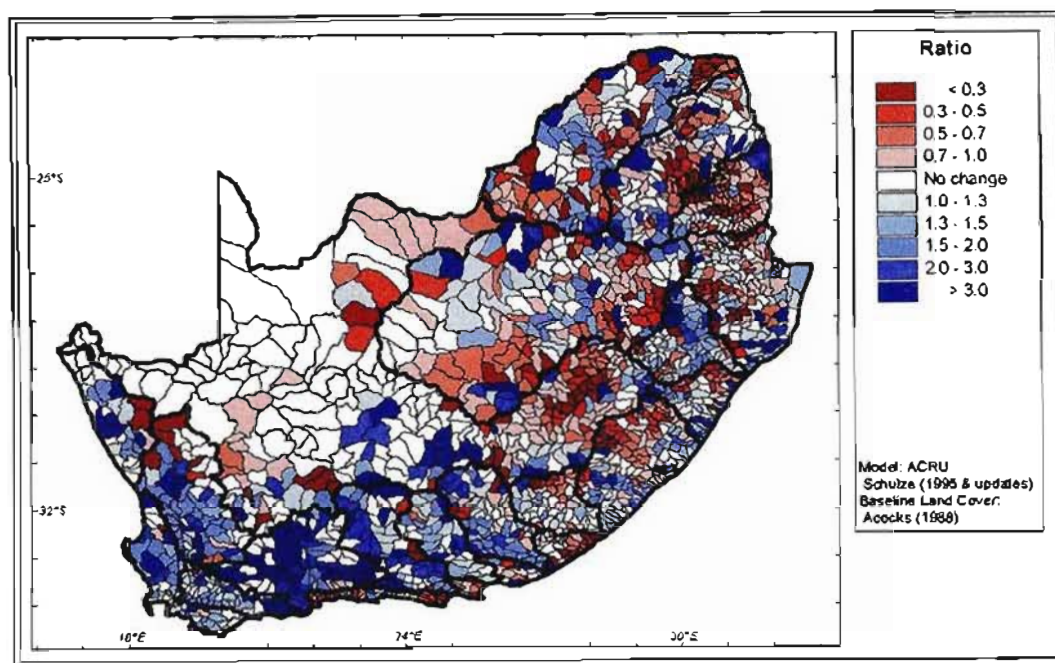 Ratio
< 0.3
0.3 - 0.5
0.5 - 0.7
0.7 - 1.0
No change
1.0 - 1.3
1.3 - 1.5
1.5 - 2.0
2.0 - 3.0
> 3.0
25°S
32°S
Model: ACRU
Schulze (1995 & updates)
Baseline Land Cover:
Acocks (1988)
18°E
24°E
30°E